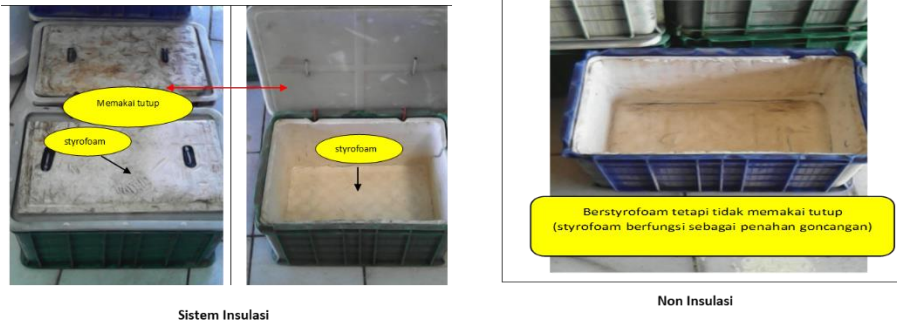 Memakai tutup
styrofoam
styrofoam
Berstyrofoam tetapi tidak memakai tutup
(styrofoam berfungsi sebagai penahan goncangan)
Sistem Insulasi
Non Insulasi